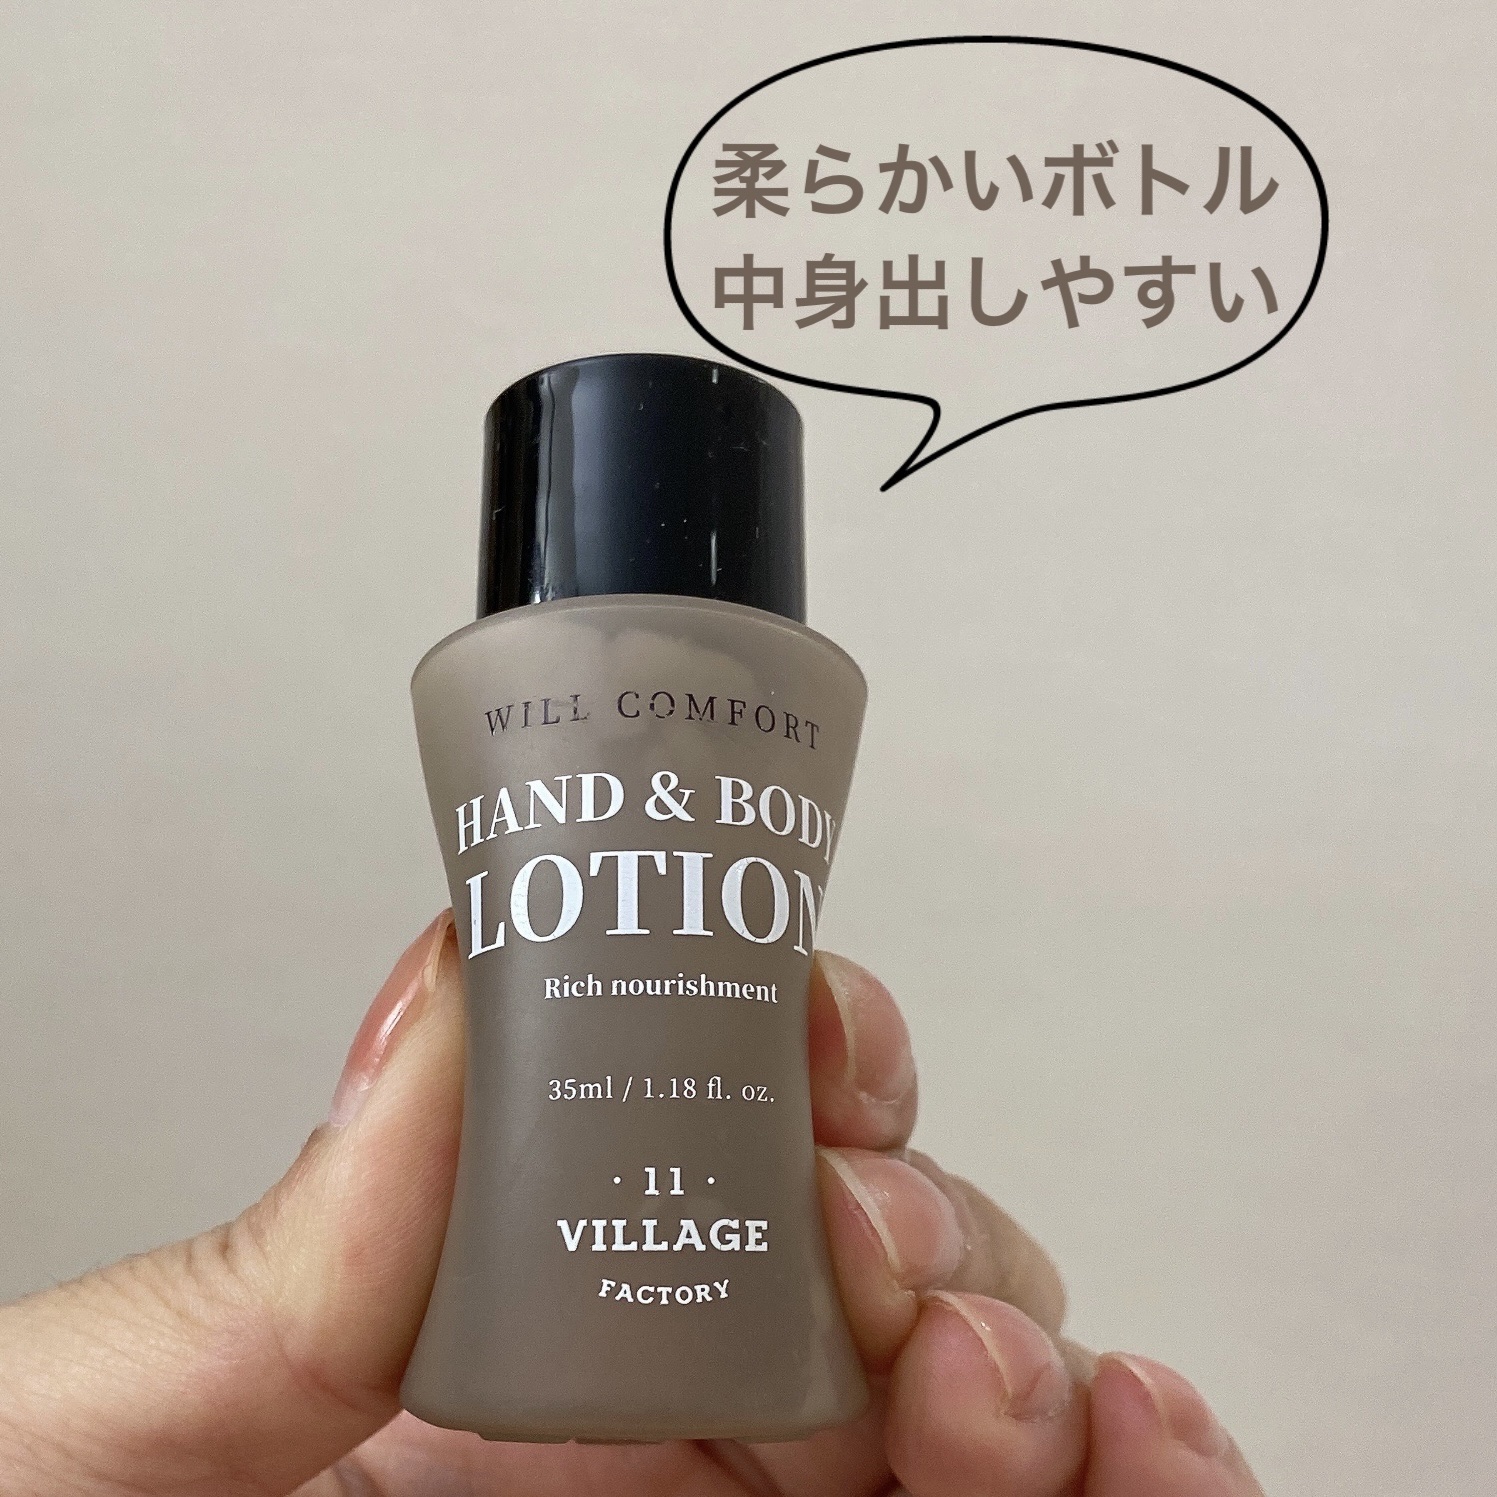 柔らかいボトル
中身出しやすい
WILL COMFORT
HAND & BODY
LOTION
Rich nourishment
35ml / 1.18 fl. oz.
· 11 ·
VILLAGE
FACTORY